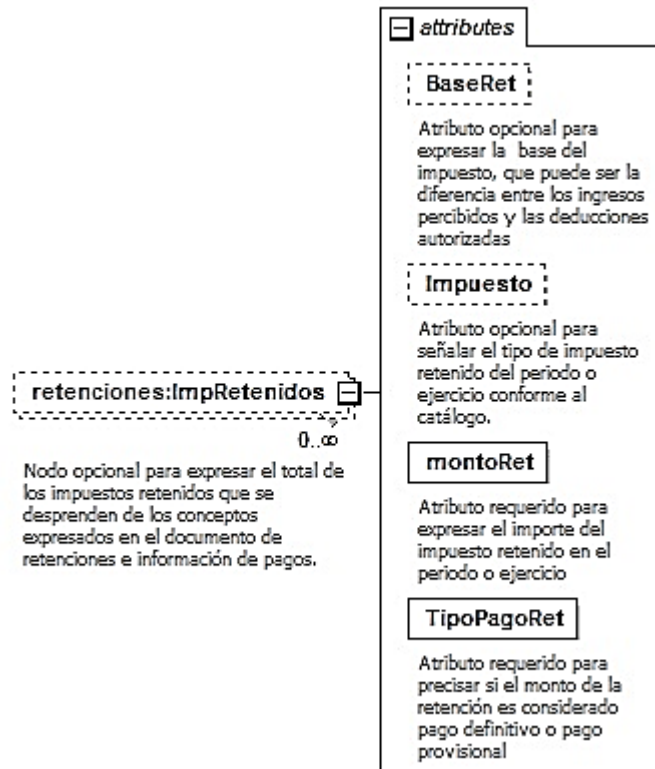 attributes
BaseRet
Atributo opcional para
expresar la base del
impuesto, que puede ser la
diferencia entre los ingresos
percibidos y las deducciones
autorizadas
Impuesto
Atributo opcional para
señalar el tipo de impuesto
retenido del periodo o
ejercicio conforme al
catálogo.
retenciones:ImpRetenidos
0..∞
Nodo opcional para expresar el total de
los impuestos retenidos que se
desprenden de los conceptos
expresados en el documento de
retenciones e información de pagos.
montoRet
Atributo requerido para
expresar el importe del
impuesto retenido en el
periodo o ejercicio
TipoPagoRet
Atributo requerido para
precisar si el monto de la
retención es considerado
pago definitivo o pago
provisional